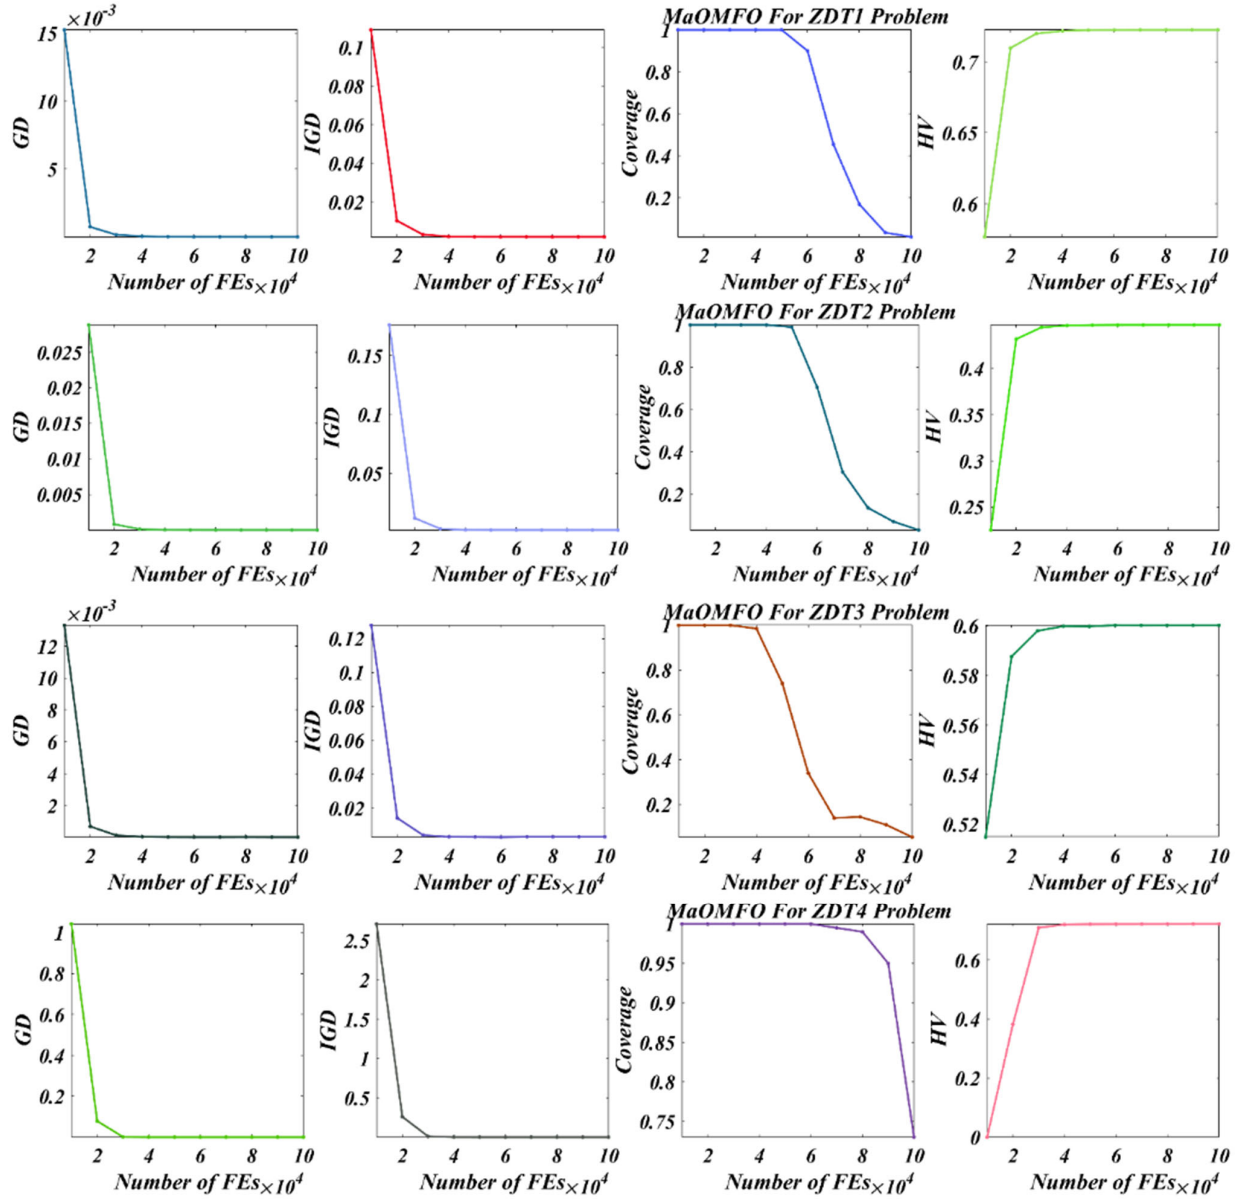 ×10⁻³
MaOMFO For ZDT1 Problem
GD
15
10
5
2 4 6 8 10
Number of FEs×10⁴
IGD
0.1
0.08
0.06
0.04
0.02
2 4 6 8 10
Number of FEs×10⁴
Coverage
1
0.8
0.6
0.4
0.2
2 4 6 8 10
Number of FEs×10⁴
HV
0.7
0.65
0.6
2 4 6 8 10
Number of FEs×10⁴
MaOMFO For ZDT2 Problem
GD
0.025
0.02
0.015
0.01
0.005
2 4 6 8 10
Number of FEs×10⁴
IGD
0.15
0.1
0.05
2 4 6 8 10
Number of FEs×10⁴
Coverage
1
0.8
0.6
0.4
0.2
2 4 6 8 10
Number of FEs×10⁴
HV
0.4
0.35
0.3
0.25
2 4 6 8 10
Number of FEs×10⁴
×10⁻³
MaOMFO For ZDT3 Problem
GD
12
10
8
6
4
2
2 4 6 8 10
Number of FEs×10⁴
IGD
0.12
0.1
0.08
0.06
0.04
0.02
2 4 6 8 10
Number of FEs×10⁴
Coverage
1
0.8
0.6
0.4
0.2
2 4 6 8 10
Number of FEs×10⁴
HV
0.6
0.58
0.56
0.54
0.52
2 4 6 8 10
Number of FEs×10⁴
MaOMFO For ZDT4 Problem
GD
1
0.8
0.6
0.4
0.2
2 4 6 8 10
Number of FEs×10⁴
IGD
2.5
2
1.5
1
0.5
2 4 6 8 10
Number of FEs×10⁴
Coverage
1
0.95
0.9
0.85
0.8
0.75
2 4 6 8 10
Number of FEs×10⁴
HV
0.6
0.4
0.2
0
2 4 6 8 10
Number of FEs×10⁴